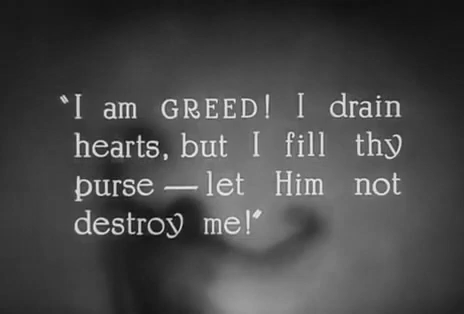 "I am GREED! I drain
hearts, but I fill thy
purse — let Him not
destroy me!"